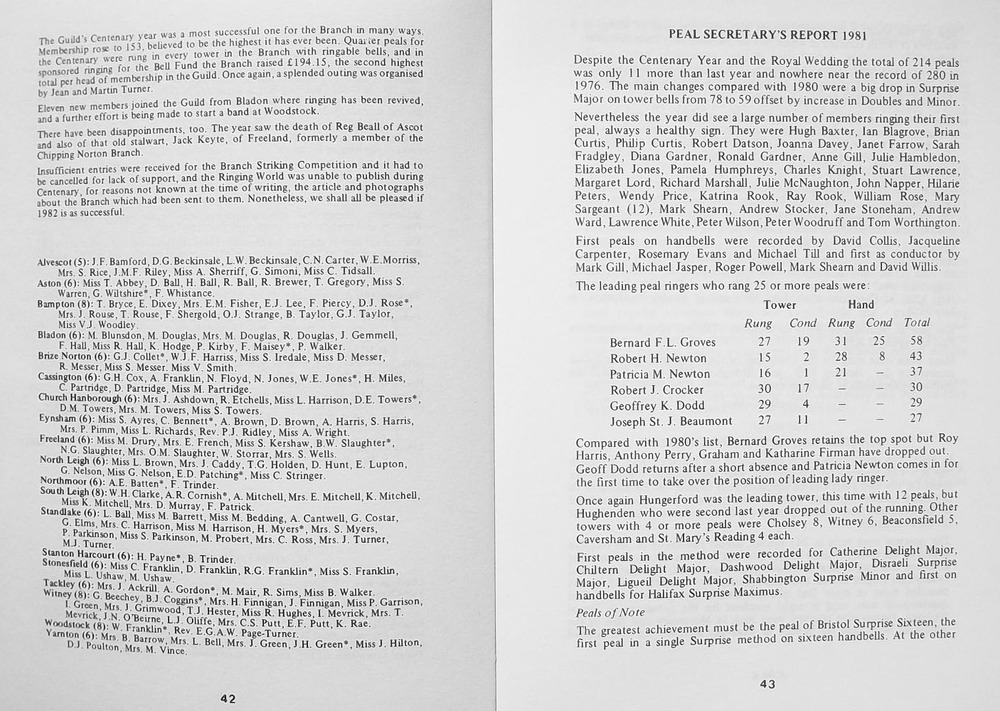 The Guild's Centenary year was a most successful one for the Branch in many ways.
Membership rose to 153, believed to be the highest it has ever been. Quarter peals for
the Centenary were rung in every tower in the Branch with ringable bells, and in
sponsored ringing for the Bell Fund the Branch raised £194.15, the second highest
total per head of membership in the Guild. Once again, a splended outing was organised
by Jean and Martin Turner.
Eleven new members joined the Guild from Bladon where ringing has been revived,
and a further effort is being made to start a band at Woodstock.
There have been disappointments, too. The year saw the death of Reg Beall of Ascot
and also of that old stalwart, Jack Keyte, of Freeland, formerly a member of the
Chipping Norton Branch.
Insufficient entries were received for the Branch Striking Competition and it had to
be cancelled for lack of support, and the Ringing World was unable to publish during
Centenary, for reasons not known at the time of writing, the article and photographs
about the Branch which had been sent to them. Nonetheless, we shall all be pleased if
1982 is as successful.
Alvescot (5): J.F. Bamford, D.G. Beckinsale, L.W. Beckinsale, C.N. Carter, W.E.Morriss,
Mrs. S. Rice, J.M.F. Riley, Miss A. Sherriff, G. Simoni, Miss C. Tidsall.
Aston (6): Miss T. Abbey, D. Ball, H. Ball, R. Ball, R. Brewer, T. Gregory, Miss S.
Warren, G. Wiltshire*, F. Whistance.
Bampton (8): T. Bryce, E. Dixey, Mrs. E.M. Fisher, E.J. Lee, F. Piercy, D.J. Rose*,
Mrs. J. Rouse, T. Rouse, F. Shergold, O.J. Strange, B. Taylor, G.J. Taylor,
Miss V.J. Woodley.
Bladon (6): M. Blunsdon, M. Douglas, Mrs. M. Douglas, R. Douglas, J. Gemmell,
F. Hall, Miss R. Hall, K. Hodge, P. Kirby, F. Maisey*, P. Walker.
Brize Norton (6): G.J. Collet*, W.J.F. Harriss, Miss S. Iredale, Miss D. Messer,
R. Messer, Miss S. Messer. Miss V. Smith.
Cassington (6): G.H. Cox, A. Franklin, N. Floyd, N. Jones, W.E. Jones*, H. Miles,
C. Partridge, D. Partridge, Miss M. Partridge.
Church Hanborough (6): Mrs. J. Ashdown, R. Etchells, Miss L. Harrison, D.E. Towers*,
D.M. Towers, Mrs. M. Towers, Miss S. Towers.
Eynsham (6): Miss S. Ayres, C. Bennett*, A. Brown, D. Brown, A. Harris, S. Harris,
Mrs. P. Pimm, Miss L. Richards, Rev. P.J. Ridley, Miss A. Wright.
Freeland (6): Miss M. Drury, Mrs. E. French, Miss S. Kershaw, B.W. Slaughter*,
N.G. Slaughter, Mrs. O.M. Slaughter, W. Storrar, Mrs. S. Wells.
North Leigh (6): Miss L. Brown, Mrs. J. Caddy, T.G. Holden, D. Hunt, E. Lupton,
G. Nelson, Miss G. Nelson, E.D. Patching*, Miss C. Stringer.
Northmoor (6): A.E. Batten*, F. Trinder.
South Leigh (8): W.H. Clarke, A.R. Cornish*, A. Mitchell, Mrs. E. Mitchell, K. Mitchell,
Miss K. Mitchell, Mrs. D. Murray, F. Patrick.
Standlake (6): L. Ball, Miss M. Barrett, Miss M. Bedding, A. Cantwell, G. Costar,
G. Elms, Mrs. C. Harrison, Miss M. Harrison, H. Myers*, Mrs. S. Myers,
P. Parkinson, Miss S. Parkinson, M. Probert, Mrs. C. Ross, Mrs. J. Turner,
M.J. Turner.
Stanton Harcourt (6): H. Payne*, B. Trinder.
Stonesfield (6): Miss C. Franklin, D. Franklin, R.G. Franklin*, Miss S. Franklin,
Miss L. Ushaw, M. Ushaw.
Tackley (6): Mrs. J. Ackrill, A. Gordon*, M. Mair, R. Sims, Miss B. Walker.
Witney (8): G. Beechey, B.J. Coggins*, Mrs. H. Finnigan, J. Finnigan, Miss P. Garrison,
I. Green, Mrs. J. Grimwood, T.J. Hester, Miss R. Hughes, I. Mevrick, Mrs. T.
Mevrick, J.N. O'Beirne, L.J. Oliffe, Mrs. C.S. Putt, E.F. Putt, K. Rae.
Woodstock (8): W. Franklin*, Rev. E.G.A.W. Page-Turner.
Yarnton (6): Mrs. B. Barrow, Mrs. L. Bell, Mrs. J. Green, J.H. Green*, Miss J. Hilton,
D.J. Poulton, Mrs. M. Vince.
42
PEAL SECRETARY'S REPORT 1981
Despite the Centenary Year and the Royal Wedding the total of 214 peals
was only 11 more than last year and nowhere near the record of 280 in
1976. The main changes compared with 1980 were a big drop in Surprise
Major on tower bells from 78 to 59 offset by increase in Doubles and Minor.
Nevertheless the year did see a large number of members ringing their first
peal, always a healthy sign. They were Hugh Baxter, Ian Blagrove, Brian
Curtis, Philip Curtis, Robert Datson, Joanna Davey, Janet Farrow, Sarah
Fradgley, Diana Gardner, Ronald Gardner, Anne Gill, Julie Hambledon,
Elizabeth Jones, Pamela Humphreys, Charles Knight, Stuart Lawrence,
Margaret Lord, Richard Marshall, Julie McNaughton, John Napper, Hilarie
Peters, Wendy Price, Katrina Rook, Ray Rook, William Rose, Mary
Sargeant (12), Mark Shearn, Andrew Stocker, Jane Stoneham, Andrew
Ward, Lawrence White, Peter Wilson, Peter Woodruff and Tom Worthington.
First peals on handbells were recorded by David Collis, Jacqueline
Carpenter, Rosemary Evans and Michael Till and first as conductor by
Mark Gill, Michael Jasper, Roger Powell, Mark Shearn and David Willis.
The leading peal ringers who rang 25 or more peals were:
Tower Hand
Rung Cond Rung Cond Total
Bernard F.L. Groves 27 19 31 25 58
Robert H. Newton 15 2 28 8 43
Patricia M. Newton 16 1 21 – 37
Robert J. Crocker 30 17 – – 30
Geoffrey K. Dodd 29 4 – – 29
Joseph St. J. Beaumont 27 11 – – 27
Compared with 1980's list, Bernard Groves retains the top spot but Roy
Harris, Anthony Perry, Graham and Katharine Firman have dropped out.
Geoff Dodd returns after a short absence and Patricia Newton comes in for
the first time to take over the position of leading lady ringer.
Once again Hungerford was the leading tower, this time with 12 peals, but
Hughenden who were second last year dropped out of the running. Other
towers with 4 or more peals were Cholsey 8, Witney 6, Beaconsfield 5,
Caversham and St. Mary's Reading 4 each.
First peals in the method were recorded for Catherine Delight Major,
Chiltern Delight Major, Dashwood Delight Major, Disraeli Surprise
Major, Ligueil Delight Major, Shabbington Surprise Minor and first on
handbells for Halifax Surprise Maximus.
Peals of Note
The greatest achievement must be the peal of Bristol Surprise Sixteen, the
first peal in a single Surprise method on sixteen handbells. At the other
43